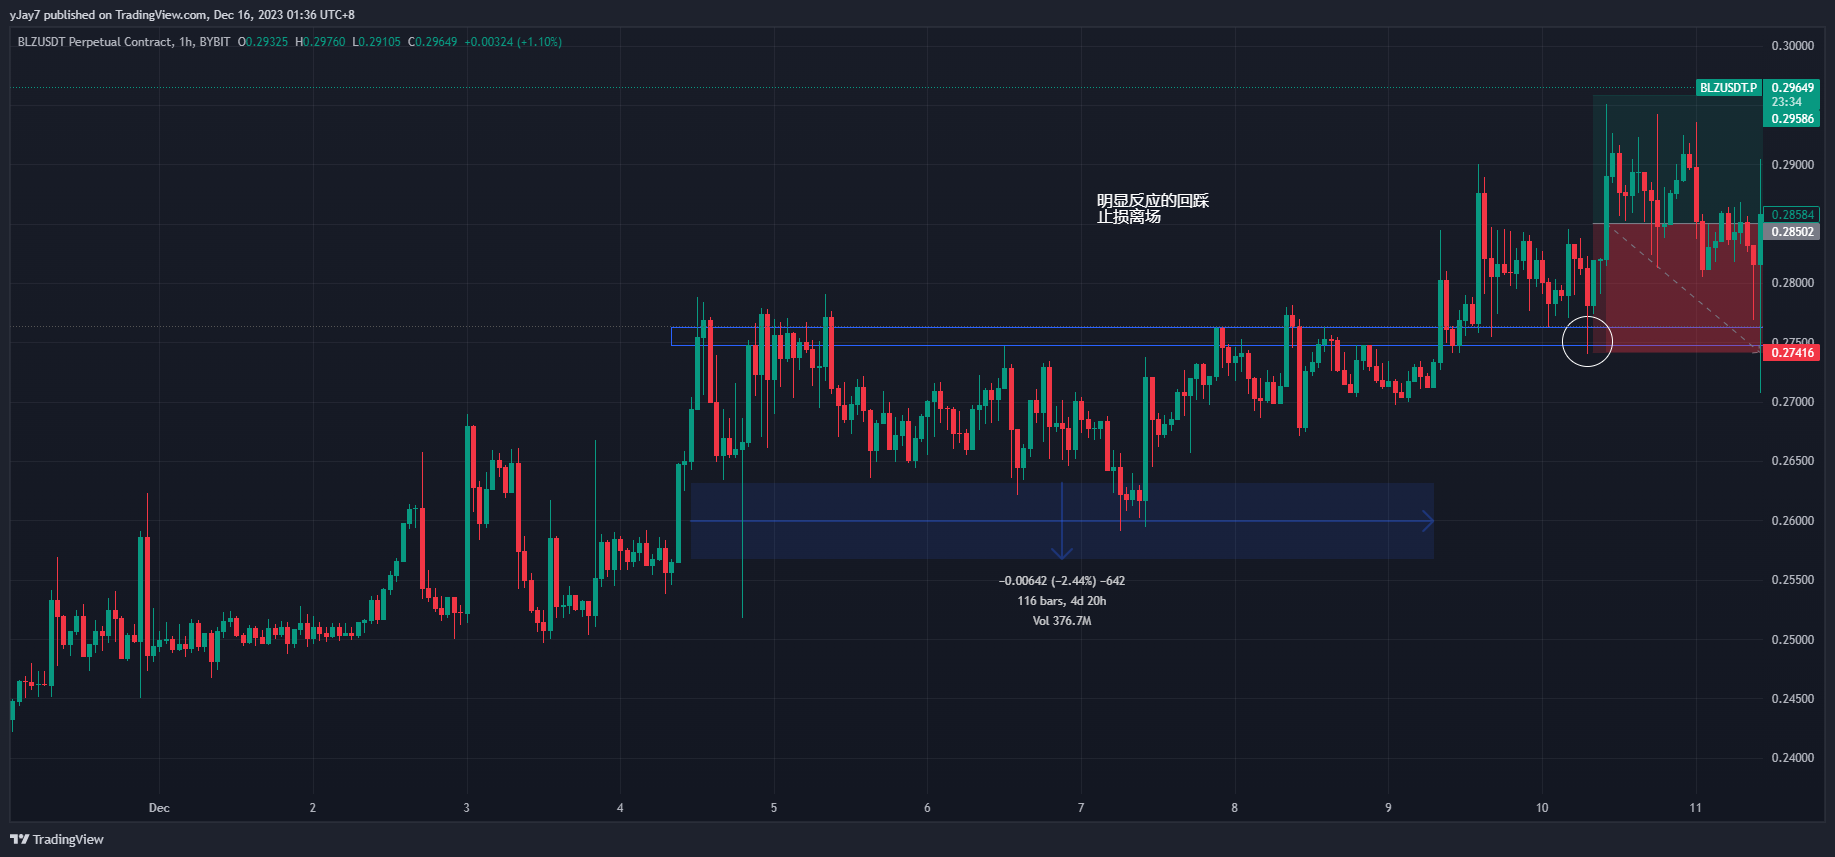 yJay7 published on TradingView.com, Dec 16, 2023 01:36 UTC+8
BLZUSDT Perpetual Contract, 1h, BYBIT O0.29325 H0.29760 L0.29105 C0.29649 +0.00324 (+1.10%)
0.30000
BLZUSDT.P 0.29649
23:34
0.29586
0.29000
明显反应的回踩
止损离场
0.28584
0.28502
0.28000
0.27500
0.27416
0.27000
0.26500
0.26000
0.25500
−0.00642 (−2.44%) −642
116 bars, 4d 20h
Vol 376.7M
0.25000
0.24500
0.24000
Dec 2 3 4 5 6 7 8 9 10 11
TradingView